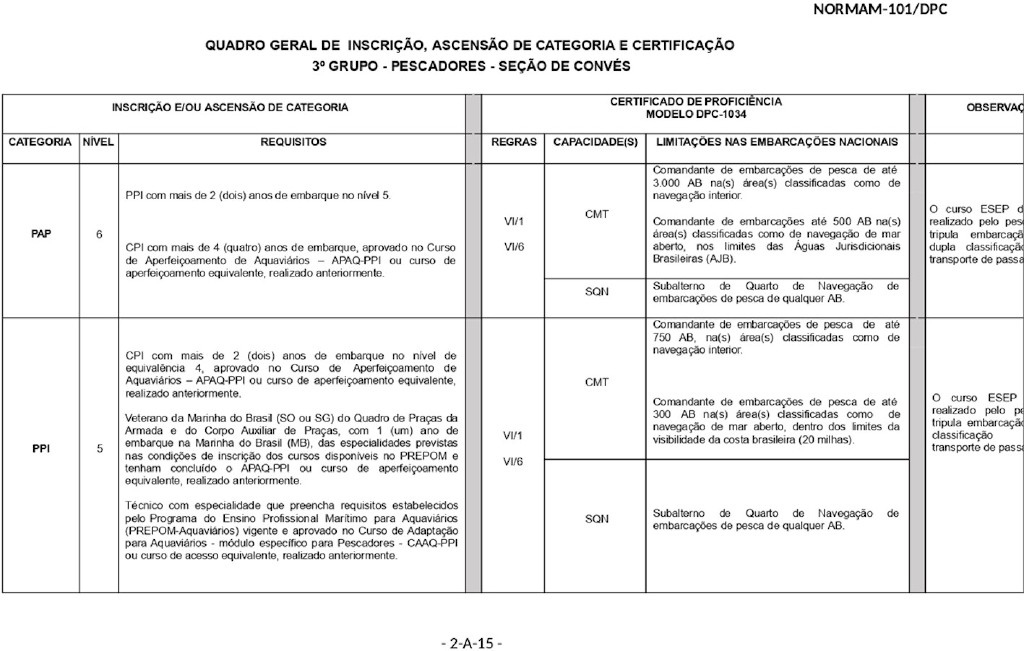 NORMAM-101/DPC
QUADRO GERAL DE INSCRIÇÃO, ASCENSÃO DE CATEGORIA E CERTIFICAÇÃO
3º GRUPO - PESCADORES - SEÇÃO DE CONVÉS
INSCRIÇÃO E/OU ASCENSÃO DE CATEGORIA
CERTIFICADO DE PROFICIÊNCIA
MODELO DPC-1034
OBSERVAÇ
CATEGORIA
NÍVEL
REQUISITOS
REGRAS
CAPACIDADE(S)
LIMITAÇÕES NAS EMBARCAÇÕES NACIONAIS
PAP
6
PPI com mais de 2 (dois) anos de embarque no nível 5.
CPI com mais de 4 (quatro) anos de embarque, aprovado no Curso
de Aperfeiçoamento de Aquaviários – APAQ-PPI ou curso de
aperfeiçoamento equivalente, realizado anteriormente.
VI/1
VI/6
CMT
Comandante de embarcações de pesca de até
3.000 AB na(s) área(s) classificadas como de
navegação interior.
Comandante de embarcações até 500 AB na(s)
área(s) classificadas como de navegação de mar
aberto, nos limites das Águas Jurisdicionais
Brasileiras (AJB).
SQN
Subalterno de Quarto de Navegação de
embarcações de pesca de qualquer AB.
O curso ESEP d
realizado pelo pes
tripula embarcaçã
dupla classificação
transporte de passa
PPI
5
CPI com mais de 2 (dois) anos de embarque no nível de
equivalência 4, aprovado no Curso de Aperfeiçoamento de
Aquaviários – APAQ-PPI ou curso de aperfeiçoamento equivalente,
realizado anteriormente.
Veterano da Marinha do Brasil (SO ou SG) do Quadro de Praças da
Armada e do Corpo Auxiliar de Praças, com 1 (um) ano de
embarque na Marinha do Brasil (MB), das especialidades previstas
nas condições de inscrição dos cursos disponíveis no PREPOM e
tenham concluído o APAQ-PPI ou curso de aperfeiçoamento
equivalente, realizado anteriormente.
Técnico com especialidade que preencha requisitos estabelecidos
pelo Programa do Ensino Profissional Marítimo para Aquaviários
(PREPOM-Aquaviários) vigente e aprovado no Curso de Adaptação
para Aquaviários - módulo específico para Pescadores - CAAQ-PPI
ou curso de acesso equivalente, realizado anteriormente.
VI/1
VI/6
CMT
Comandante de embarcações de pesca de até
750 AB, na(s) área(s) classificadas como de
navegação interior.
Comandante de embarcações de pesca de até
300 AB na(s) área(s) classificadas como de
navegação de mar aberto, dentro dos limites da
visibilidade da costa brasileira (20 milhas).
SQN
Subalterno de Quarto de Navegação de
embarcações de pesca de qualquer AB.
O curso ESEP
realizado pelo pe
tripula embarcação
classificação
transporte de passa
- 2-A-15 -